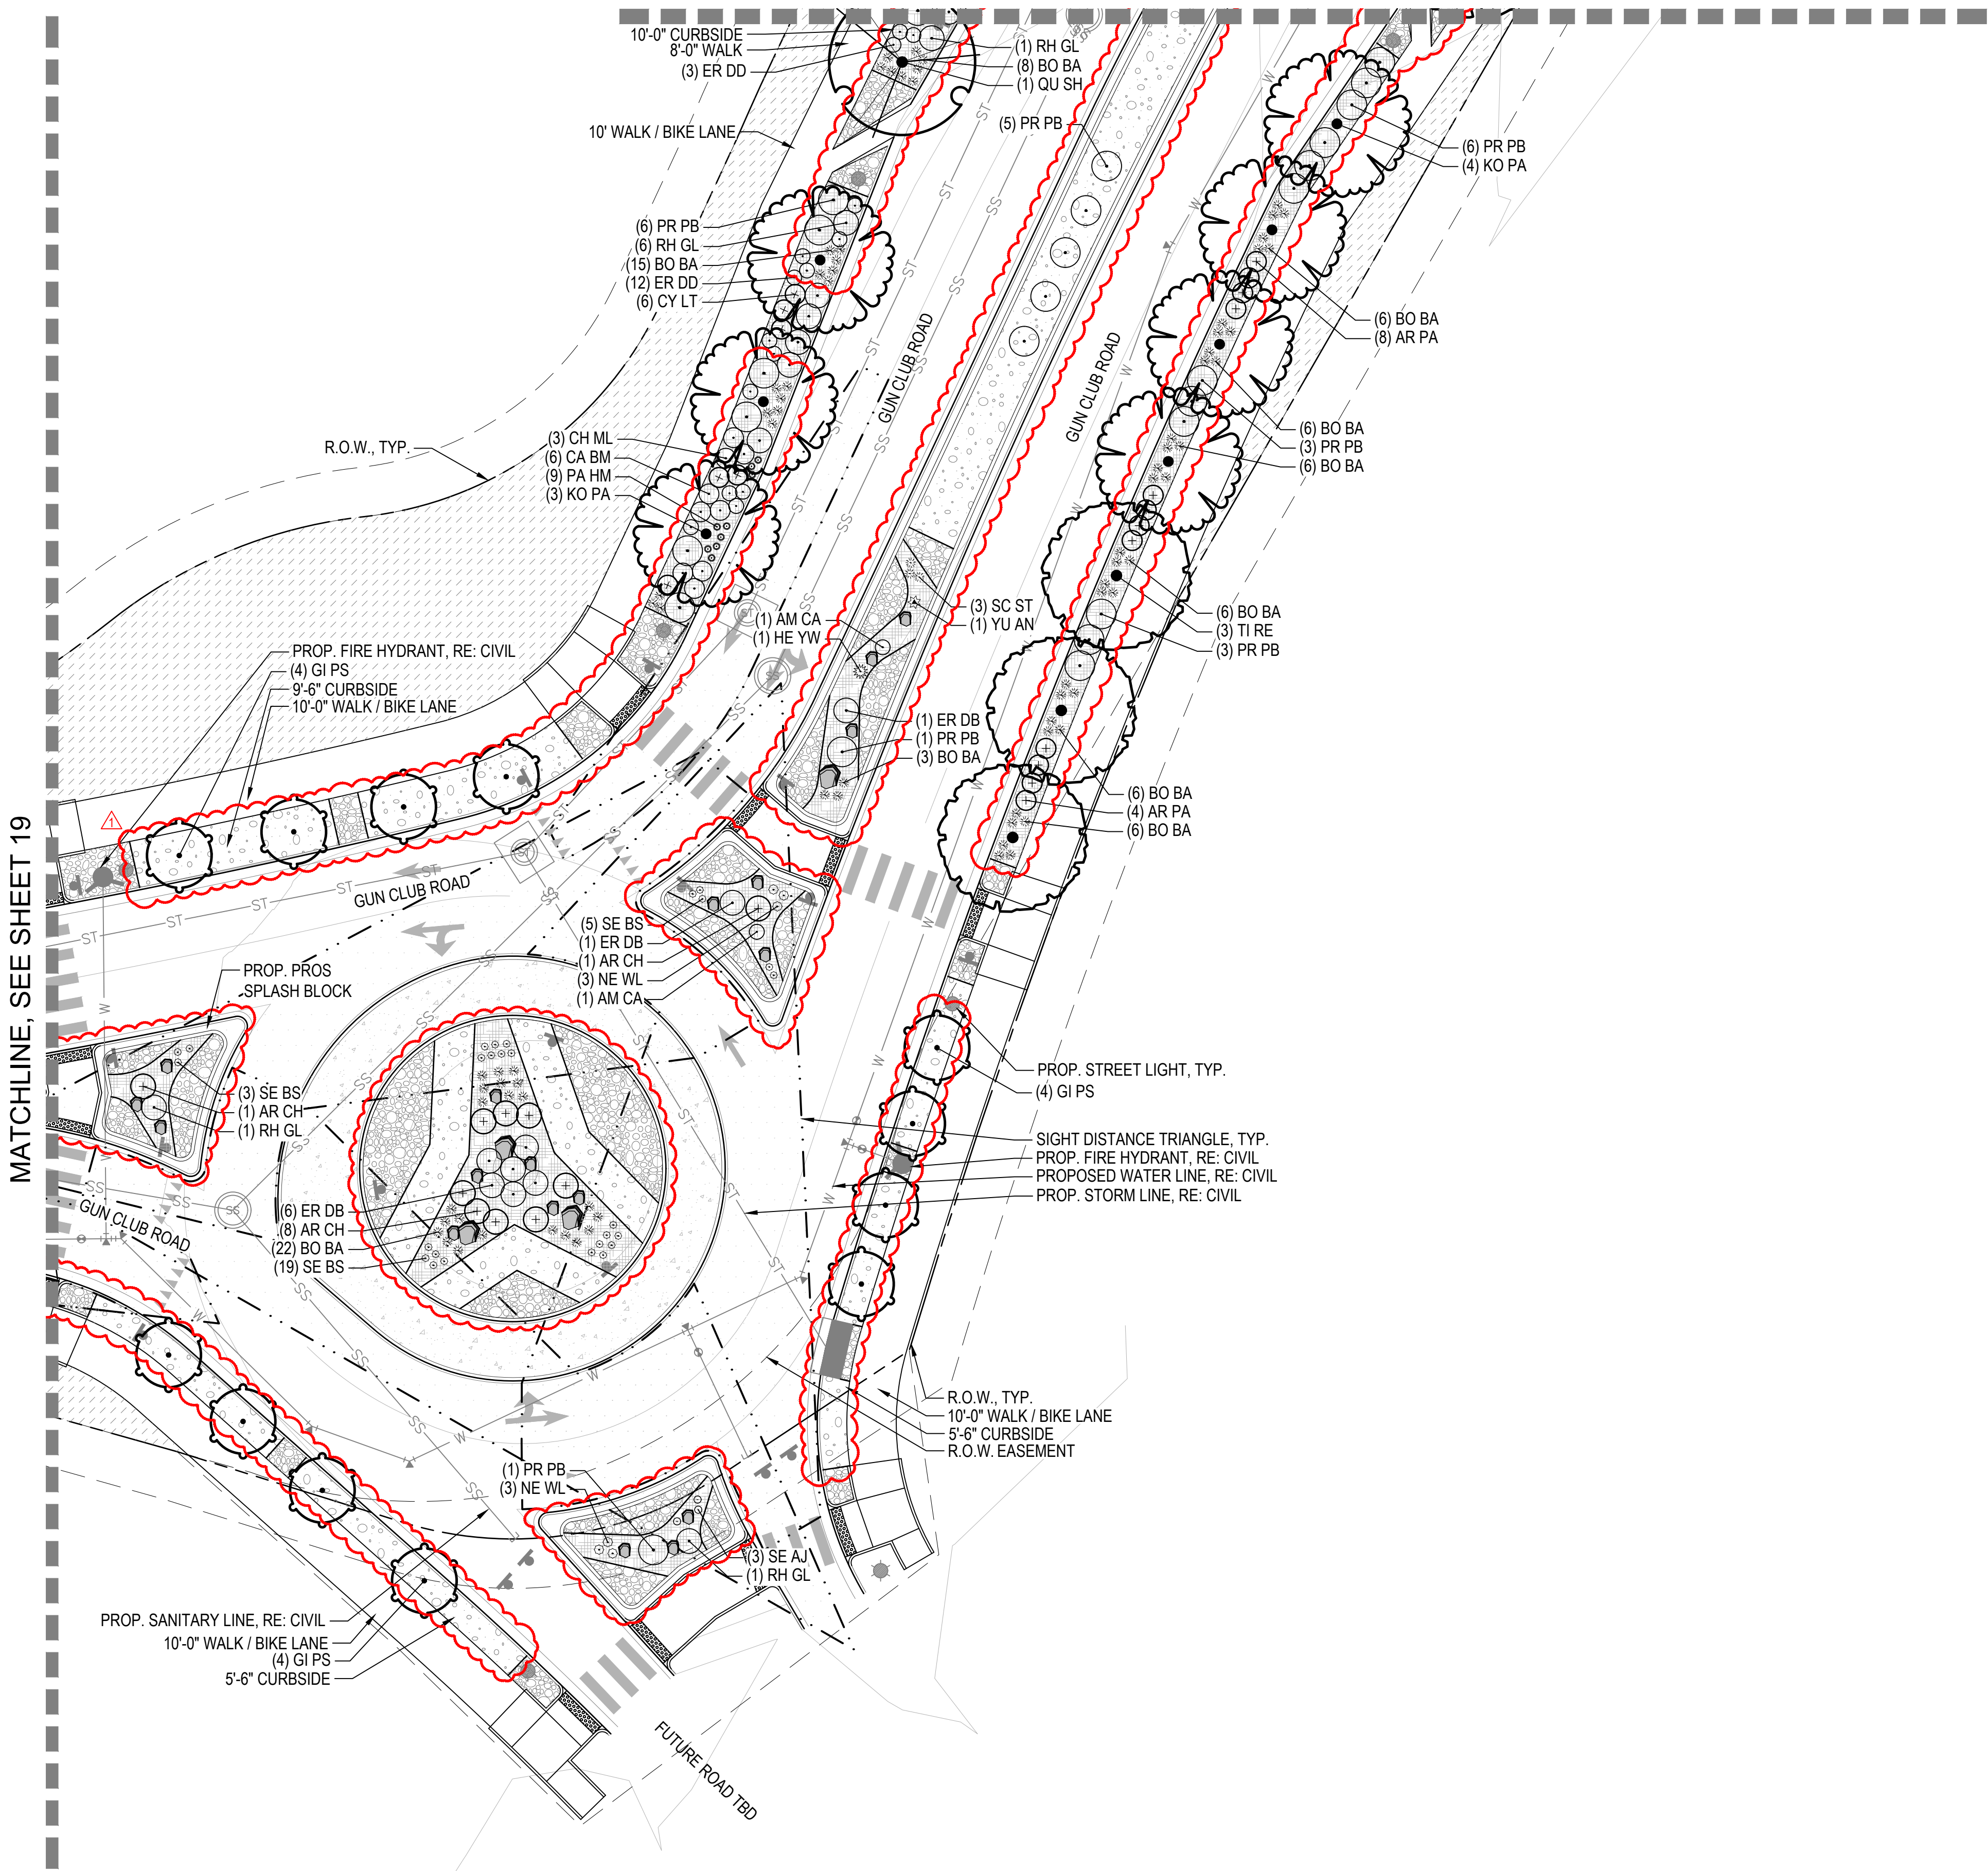 10'-0" CURBSIDE
8'-0" WALK
(3) ER DD
(1) RH GL
(8) BO BA
(1) QU SH
(5) PR PB
10' WALK / BIKE LANE
(6) PR PB
(4) KO PA
(6) PR PB
(6) RH GL
(15) BO BA
(12) ER DD
(6) CY LT
(6) BO BA
(8) AR PA
GUN CLUB ROAD
GUN CLUB ROAD
R.O.W., TYP.
(3) CH ML
(6) CA BM
(9) PA HM
(3) KO PA
(6) BO BA
(3) PR PB
(6) BO BA
(3) SC ST
(1) YU AN
(1) AM CA
(1) HE YW
(6) BO BA
(3) TI RE
(3) PR PB
PROP. FIRE HYDRANT, RE: CIVIL
(4) GI PS
9'-6" CURBSIDE
10'-0" WALK / BIKE LANE
(1) ER DB
(1) PR PB
(3) BO BA
(6) BO BA
(4) AR PA
(6) BO BA
1
MATCHLINE, SEE SHEET 19
GUN CLUB ROAD
(5) SE BS
(1) ER DB
(1) AR CH
(3) NE WL
(1) AM CA
PROP. PROS
SPLASH BLOCK
(3) SE BS
(1) AR CH
(1) RH GL
PROP. STREET LIGHT, TYP.
(4) GI PS
SIGHT DISTANCE TRIANGLE, TYP.
PROP. FIRE HYDRANT, RE: CIVIL
PROPOSED WATER LINE, RE: CIVIL
PROP. STORM LINE, RE: CIVIL
GUN CLUB ROAD
(6) ER DB
(8) AR CH
(22) BO BA
(19) SE BS
R.O.W., TYP.
10'-0" WALK / BIKE LANE
5'-6" CURBSIDE
R.O.W. EASEMENT
(1) PR PB
(3) NE WL
(3) SE AJ
(1) RH GL
PROP. SANITARY LINE, RE: CIVIL
10'-0" WALK / BIKE LANE
(4) GI PS
5'-6" CURBSIDE
FUTURE ROAD TBD